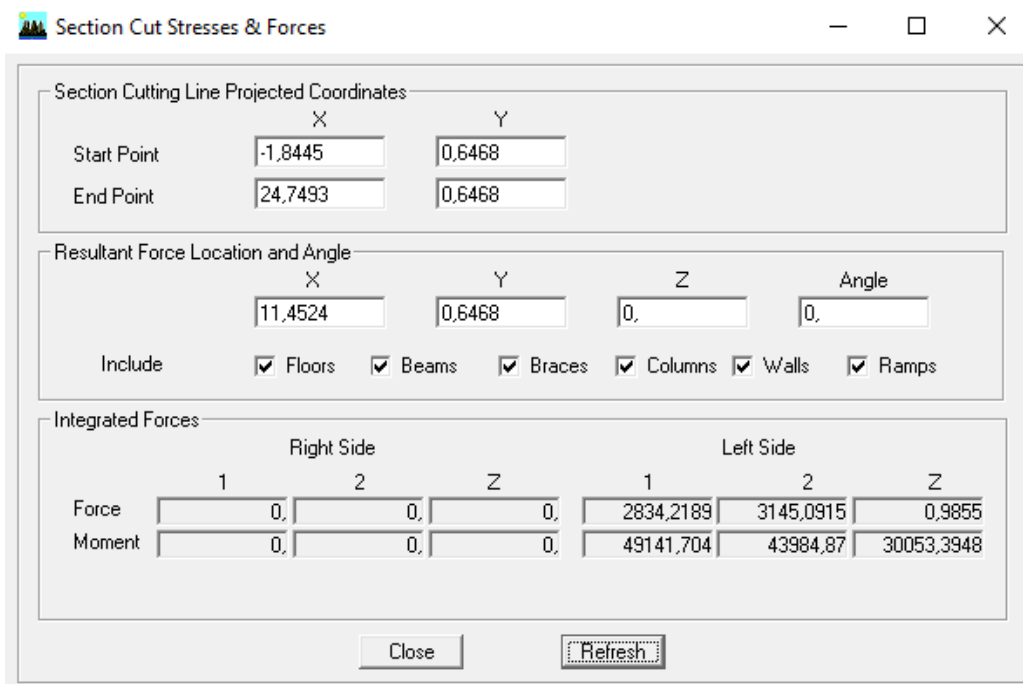 Section Cut Stresses & Forces
Section Cutting Line Projected Coordinates
X Y
Start Point -1,8445 0,6468
End Point 24,7493 0,6468
Resultant Force Location and Angle
X Y Z Angle
11,4524 0,6468 0, 0,
Include Floors Beams Braces Columns Walls Ramps
Integrated Forces
Right Side Left Side
1 2 Z 1 2 Z
Force 0, 0, 0, 2834,2189 3145,0915 0,9855
Moment 0, 0, 0, 49141,704 43984,87 30053,3948
Close Refresh